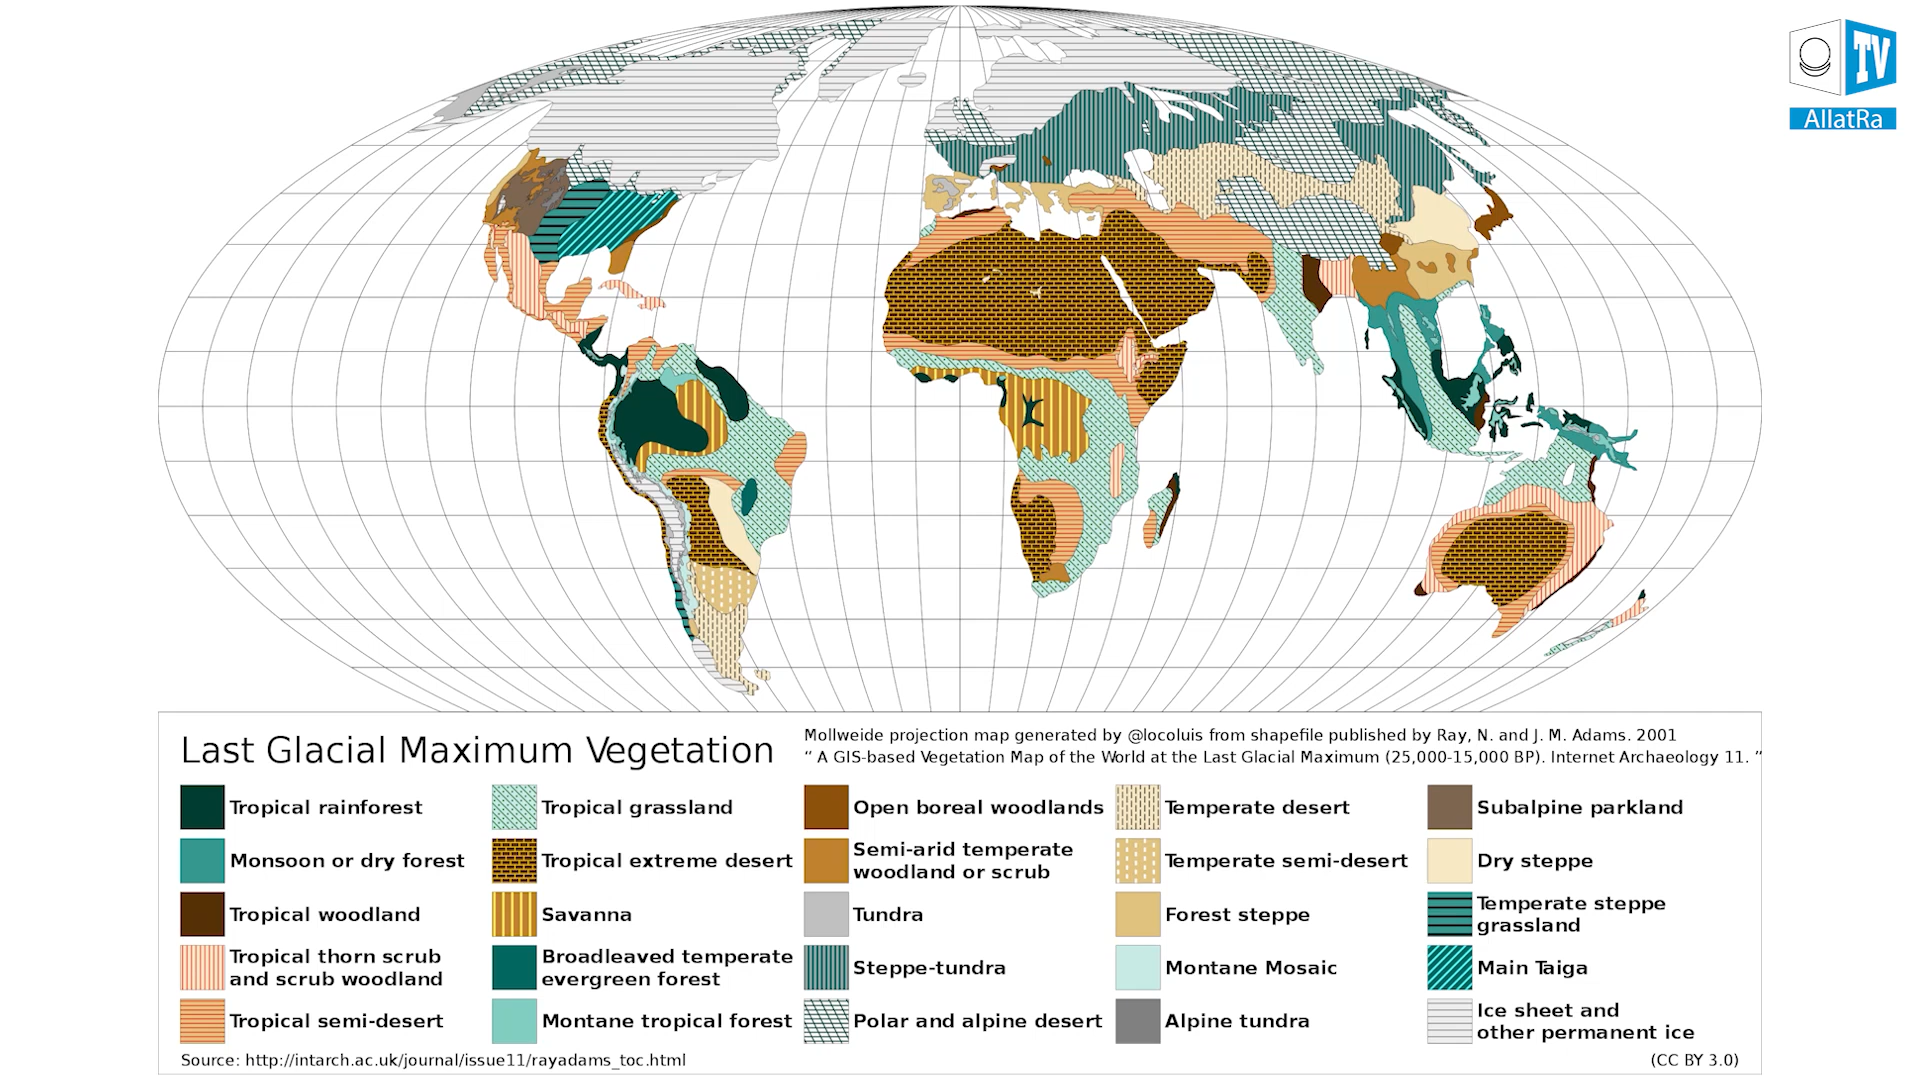 TV
AllatRa
Last Glacial Maximum Vegetation
Mollweide projection map generated by @locoluis from shapefile published by Ray, N. and J. M. Adams. 2001
“ A GIS-based Vegetation Map of the World at the Last Glacial Maximum (25,000-15,000 BP). Internet Archaeology 11. ”
Tropical rainforest
Monsoon or dry forest
Tropical woodland
Tropical thorn scrub
and scrub woodland
Tropical semi-desert
Tropical grassland
Tropical extreme desert
Savanna
Broadleaved temperate
evergreen forest
Montane tropical forest
Open boreal woodlands
Semi-arid temperate
woodland or scrub
Tundra
Steppe-tundra
Polar and alpine desert
Temperate desert
Temperate semi-desert
Forest steppe
Montane Mosaic
Alpine tundra
Subalpine parkland
Dry steppe
Temperate steppe
grassland
Main Taiga
Ice sheet and
other permanent ice
Source: http://intarch.ac.uk/journal/issue11/rayadams_toc.html
(CC BY 3.0)